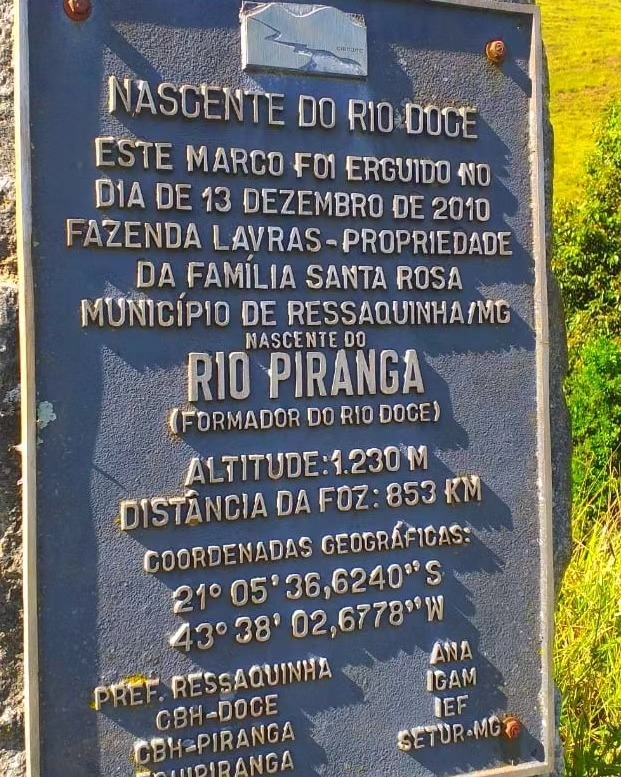 NASCENTE DO RIO DOCE
ESTE MARCO FOI ERGUIDO NO
DIA DE 13 DEZEMBRO DE 2010
FAZENDA LAVRAS-PROPRIEDADE
DA FAMÍLIA SANTA ROSA
MUNICÍPIO DE RESSAQUINHA/MG
NASCENTE DO
RIO PIRANGA
(FORMADOR DO RIO DOCE)
ALTITUDE:1.230 M
DISTÂNCIA DA FOZ: 853 KM
COORDENADAS GEOGRÁFICAS:
21° 05' 36,6240" S
43° 38' 02,6778" W
PREF. RESSAQUINHA
CBH-DOCE
CBH-PIRANGA
ANA
IGAM
IEF
SETUR-MG